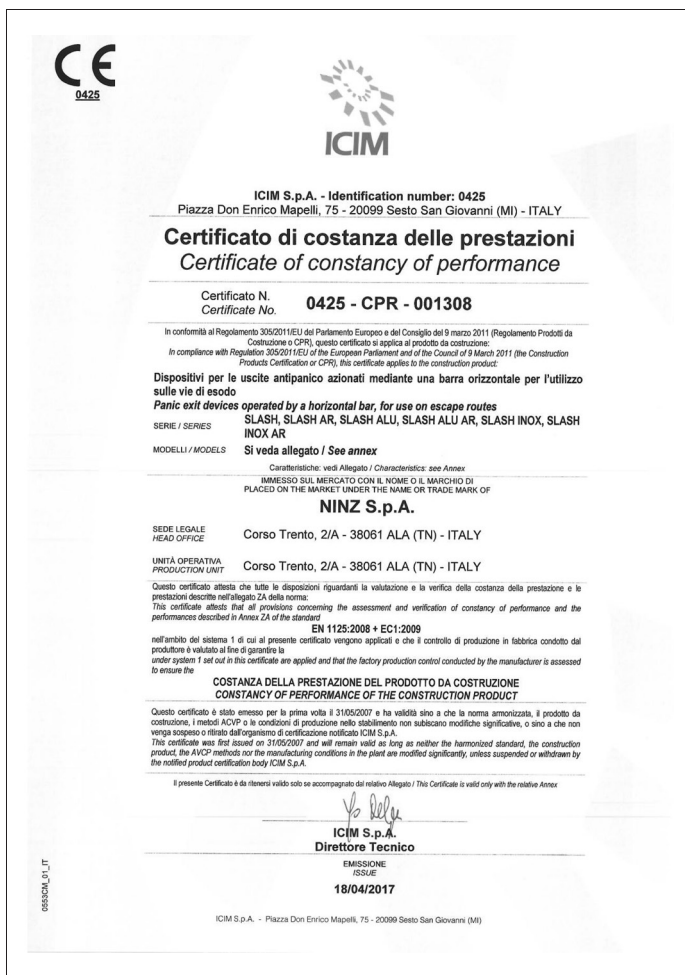 CE
0425
ICIM
ICIM S.p.A. - Identification number: 0425
Piazza Don Enrico Mapelli, 75 - 20099 Sesto San Giovanni (MI) - ITALY
Certificato di costanza delle prestazioni
Certificate of constancy of performance
Certificato N.
Certificate No.
0425 - CPR - 001308
In conformità al Regolamento 305/2011/EU del Parlamento Europeo e del Consiglio del 9 marzo 2011 (Regolamento Prodotti da
Costruzione o CPR), questo certificato si applica al prodotto da costruzione:
In compliance with Regulation 305/2011/EU of the European Parliament and of the Council of 9 March 2011 (the Construction
Products Certification or CPR), this certificate applies to the construction product:
Dispositivi per le uscite antipanico azionati mediante una barra orizzontale per l'utilizzo
sulle vie di esodo
Panic exit devices operated by a horizontal bar, for use on escape routes
SERIE / SERIES
SLASH, SLASH AR, SLASH ALU, SLASH ALU AR, SLASH INOX, SLASH
INOX AR
MODELLI / MODELS
Si veda allegato / See annex
Caratteristiche: vedi Allegato / Characteristics: see Annex
IMMESSO SUL MERCATO CON IL NOME O IL MARCHIO DI
PLACED ON THE MARKET UNDER THE NAME OR TRADE MARK OF
NINZ S.p.A.
SEDE LEGALE
HEAD OFFICE
Corso Trento, 2/A - 38061 ALA (TN) - ITALY
UNITÀ OPERATIVA
PRODUCTION UNIT
Corso Trento, 2/A - 38061 ALA (TN) - ITALY
Questo certificato attesta che tutte le disposizioni riguardanti la valutazione e la verifica della costanza della prestazione e le
prestazioni descritte nell'allegato ZA della norma:
This certificate attests that all provisions concerning the assessment and verification of constancy of performance and the
performances described in Annex ZA of the standard
EN 1125:2008 + EC1:2009
nell'ambito del sistema 1 di cui al presente certificato vengono applicati e che il controllo di produzione in fabbrica condotto dal
produttore è valutato al fine di garantire la
under system 1 set out in this certificate are applied and that the factory production control conducted by the manufacturer is assessed
to ensure the
COSTANZA DELLA PRESTAZIONE DEL PRODOTTO DA COSTRUZIONE
CONSTANCY OF PERFORMANCE OF THE CONSTRUCTION PRODUCT
Questo certificato è stato emesso per la prima volta il 31/05/2007 e ha validità sino a che la norma armonizzata, il prodotto da
costruzione, i metodi ACVP o le condizioni di produzione nello stabilimento non subiscano modifiche significative, o sino a che non
venga sospeso o ritirato dall'organismo di certificazione notificato ICIM S.p.A.
This certificate was first issued on 31/05/2007 and will remain valid as long as neither the harmonized standard, the construction
product, the AVCP methods nor the manufacturing conditions in the plant are modified significantly, unless suspended or withdrawn by
the notified product certification body ICIM S.p.A.
Il presente Certificato è da ritenersi valido solo se accompagnato dal relativo Allegato / This Certificate is valid only with the relative Annex
ICIM S.p.A.
Direttore Tecnico
EMISSIONE
ISSUE
18/04/2017
0553CM_01_IT
ICIM S.p.A. - Piazza Don Enrico Mapelli, 75 - 20099 Sesto San Giovanni (MI)